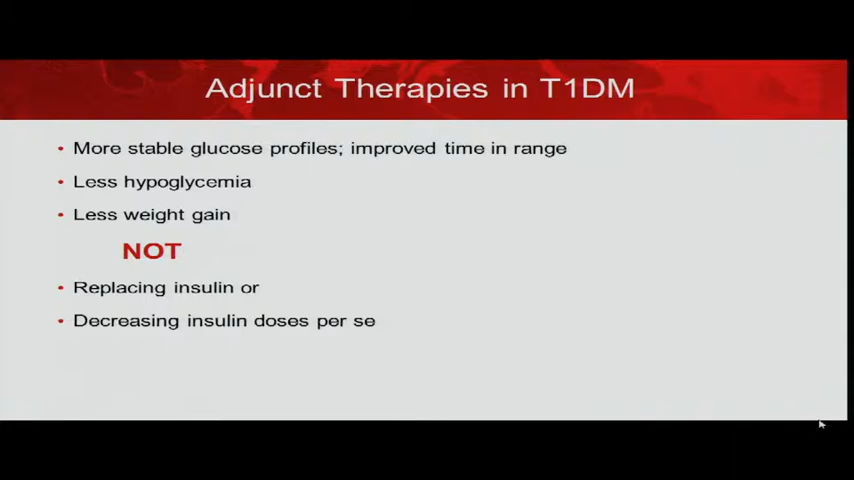 Adjunct Therapies in T1DM
• More stable glucose profiles; improved time in range
• Less hypoglycemia
• Less weight gain
NOT
• Replacing insulin or
• Decreasing insulin doses per se